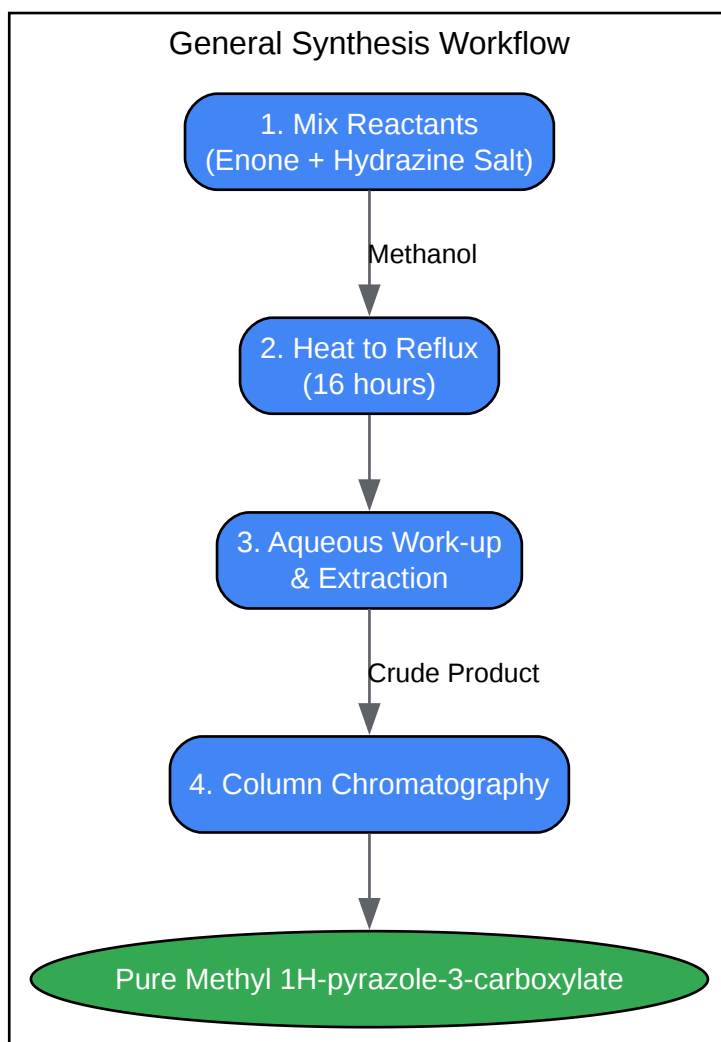 General Synthesis Workflow
1. Mix Reactants
(Enone + Hydrazine Salt)
Methanol
2. Heat to Reflux
(16 hours)
3. Aqueous Work-up
& Extraction
Crude Product
4. Column Chromatography
Pure Methyl 1H-pyrazole-3-carboxylate